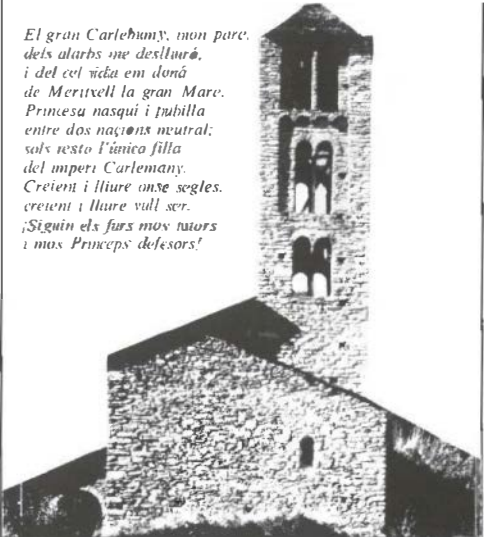 El gran Carlemany, mon pare,
dels alarbs me deslliurá,
i del cel vida em doná
de Meritxell la gran Mare.
Princesa nasquí i pubilla
entre dos nacions neutral;
sols resto l'única filla
del imperi Carlemany.
Creient i lliure onse segles,
creient i lliure vull ser.
¡Siguin els furs mos tutors
i mos Princeps defesors!